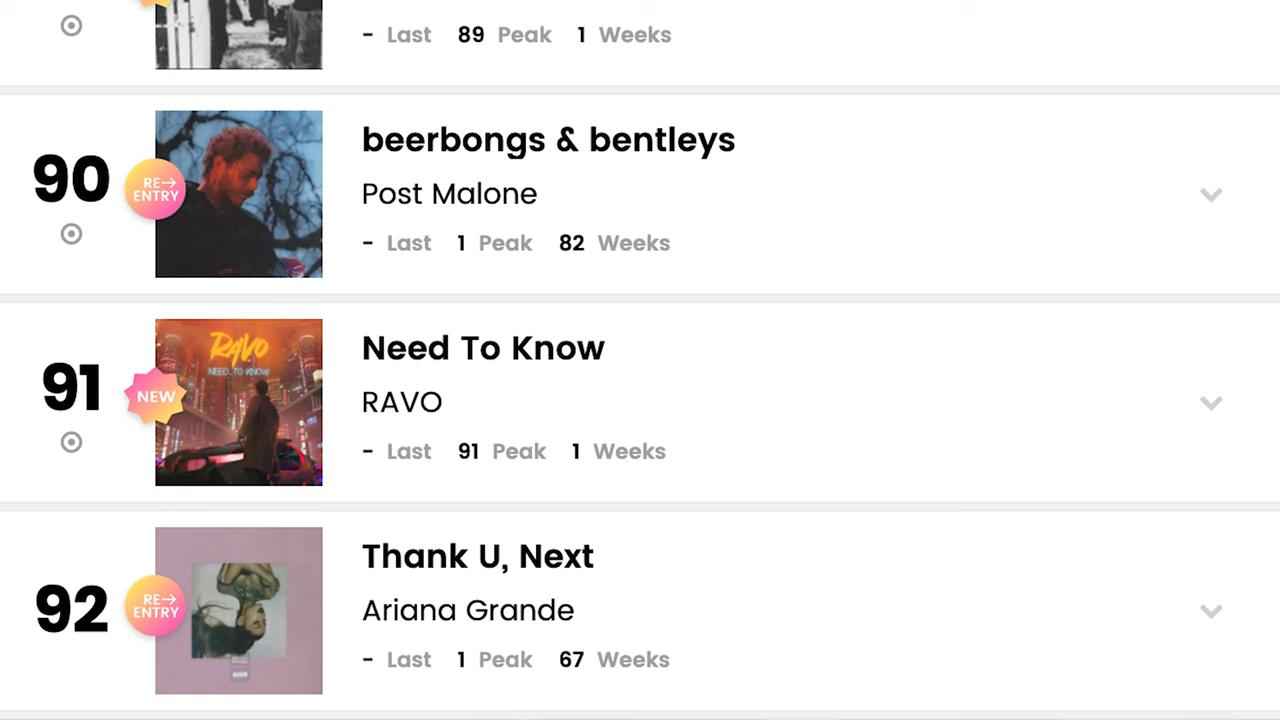 - Last 89 Peak 1 Weeks
90
RE→
ENTRY
beerbongs & bentleys
Post Malone
- Last 1 Peak 82 Weeks
91
NEW
RAVO
NEED TO KNOW
Need To Know
RAVO
- Last 91 Peak 1 Weeks
92
RE→
ENTRY
Thank U, Next
Ariana Grande
- Last 1 Peak 67 Weeks